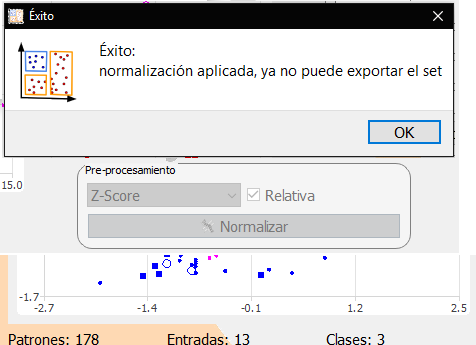 Éxito
Éxito:
normalización aplicada, ya no puede exportar el set
OK
15.0
Pre-procesamiento
Z-Score
Relativa
Normalizar
-1.7
-2.7 -1.4 -0.1 1.2 2.5
Patrones: 178 Entradas: 13 Clases: 3